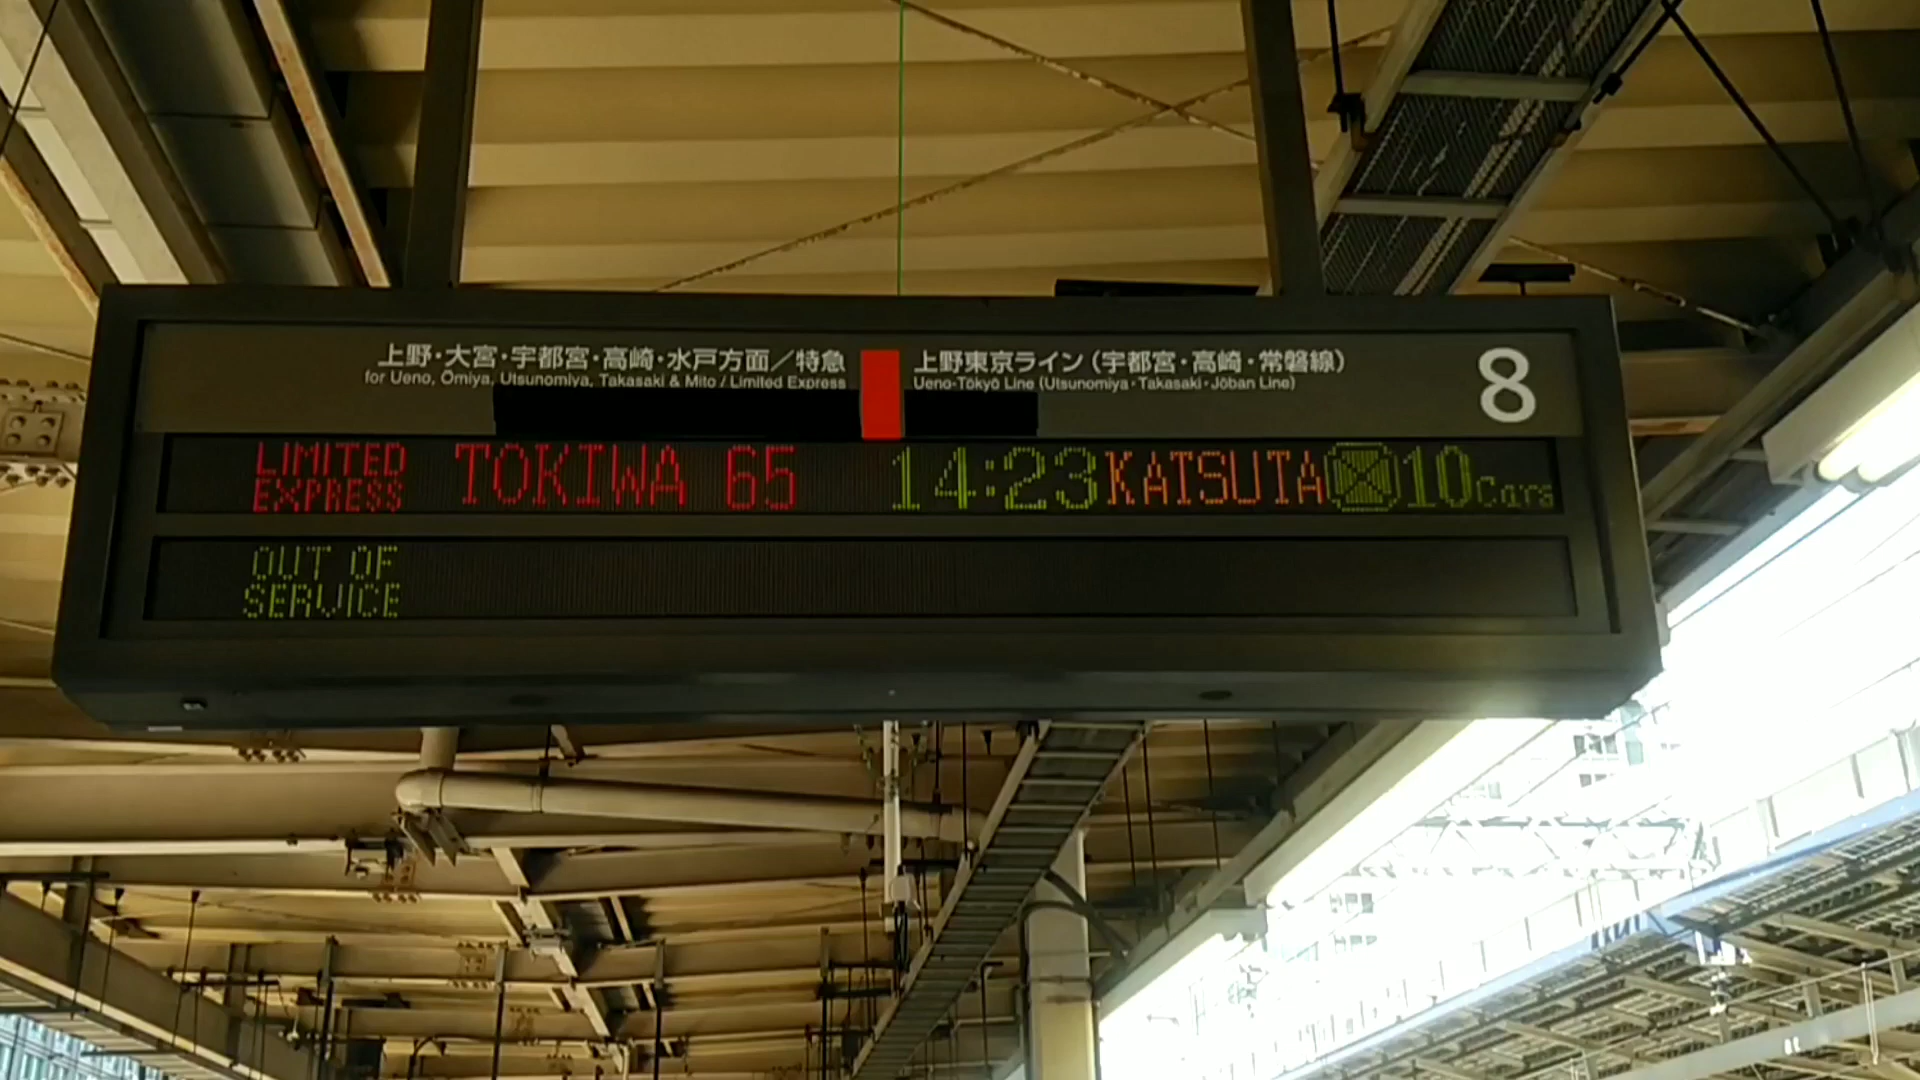 上野・大宮・宇都宮・高崎・水戸方面／特急
for Ueno, Ōmiya, Utsunomiya, Takasaki & Mito / Limited Express
上野東京ライン（宇都宮・高崎・常磐線）
Ueno-Tōkyō Line (Utsunomiya・Takasaki・Jōban Line)
8
LIMITED EXPRESS TOKIWA 65 14:23 KATSUTA 10 Cars
OUT OF
SERVICE